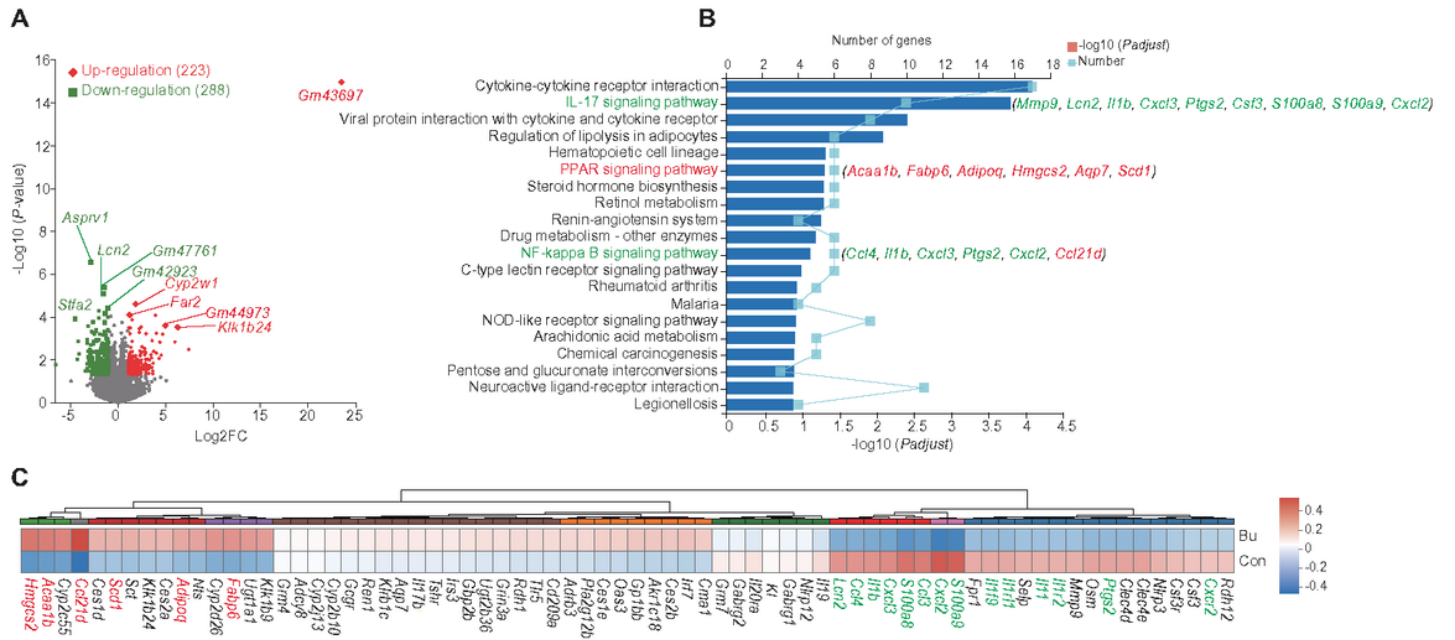 A
16
14
12
10
8
6
4
2
0
-Log10 (P-value)
Up-regulation (223)
Down-regulation (288)
Gm43697
Asprv1
Lcn2
Gm47761
Gm42923
Cyp2w1
Stfa2
Far2
Gm44973
Klk1b24
-5 0 5 10 15 20 25
Log2FC
B
Number of genes
0 2 4 6 8 10 12 14 16 18
-log10 (Padjust)
Number
Cytokine-cytokine receptor interaction
IL-17 signaling pathway (Mmp9, Lcn2, Il1b, Cxcl3, Ptgs2, Csf3, S100a8, S100a9, Cxcl2)
Viral protein interaction with cytokine and cytokine receptor
Regulation of lipolysis in adipocytes
Hematopoietic cell lineage
PPAR signaling pathway (Acaa1b, Fabp6, Adipoq, Hmgcs2, Aqp7, Scd1)
Steroid hormone biosynthesis
Retinol metabolism
Renin-angiotensin system
Drug metabolism - other enzymes
NF-kappa B signaling pathway (Ccl4, Il1b, Cxcl3, Ptgs2, Cxcl2, Ccl21d)
C-type lectin receptor signaling pathway
Rheumatoid arthritis
Malaria
NOD-like receptor signaling pathway
Arachidonic acid metabolism
Chemical carcinogenesis
Pentose and glucuronate interconversions
Neuroactive ligand-receptor interaction
Legionellosis
0 0.5 1 1.5 2 2.5 3 3.5 4 4.5
-log10 (Padjust)
C
Bu
Con
Hmgcs2
Acaa1b
Cyp2c55
Ccl21d
Ces1d
Scd1
Sct
Klk1b24
Ces2a
Adipoq
Nts
Cyp2d26
Fabp6
Ugt1a1
Klk1b9
Grm4
Adcy8
Cyp2j13
Cyp2b10
Gcgr
Ren1
Klrb1c
Aqp7
Il17b
Tshr
Irs3
Gbp2b
Ugt2b36
Grin3a
Rdh1
Tlr5
Cd209a
Adrb3
Pla2g12b
Ces1e
Oas3
Gp1bb
Akr1c18
Ces2b
Irf7
Cma1
Grm7
Gabrg2
Il20ra
Kl
Gabrg1
Nlrp12
Il19
Lcn2
Ccl4
Il1b
Cxcl3
S100a8
Ccl3
Cxcl2
S100a9
Fpr1
Il1f9
Il1rl1
Selp
Il11
Il1r2
Mmp9
Osm
Ptgs2
Clec4d
Clec4e
Nlrp3
Csf3r
Csf3
Cxcr2
Rdh12
0.4
0.2
0
-0.2
-0.4